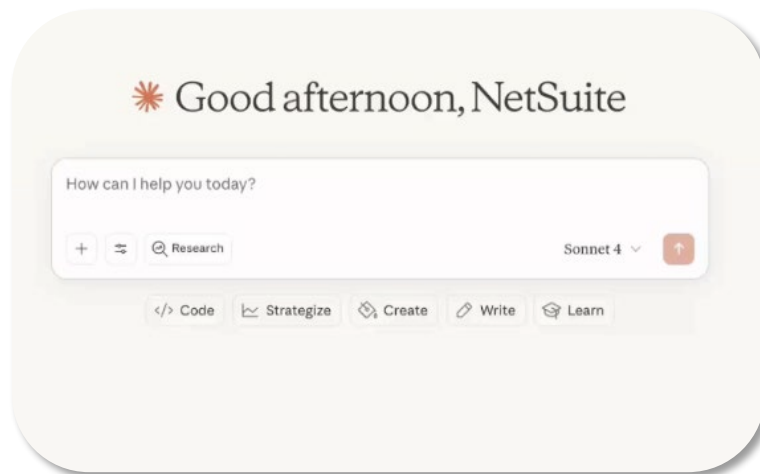 Good afternoon, NetSuite
How can I help you today?
Research Sonnet 4
</> Code Strategize Create Write Learn